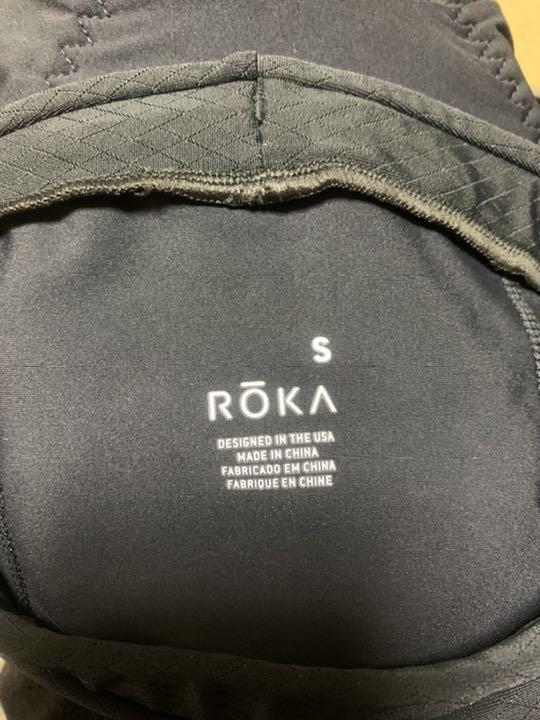 S
RŌKA
DESIGNED IN THE USA
MADE IN CHINA
FABRICADO EM CHINA
FABRIQUE EN CHINE